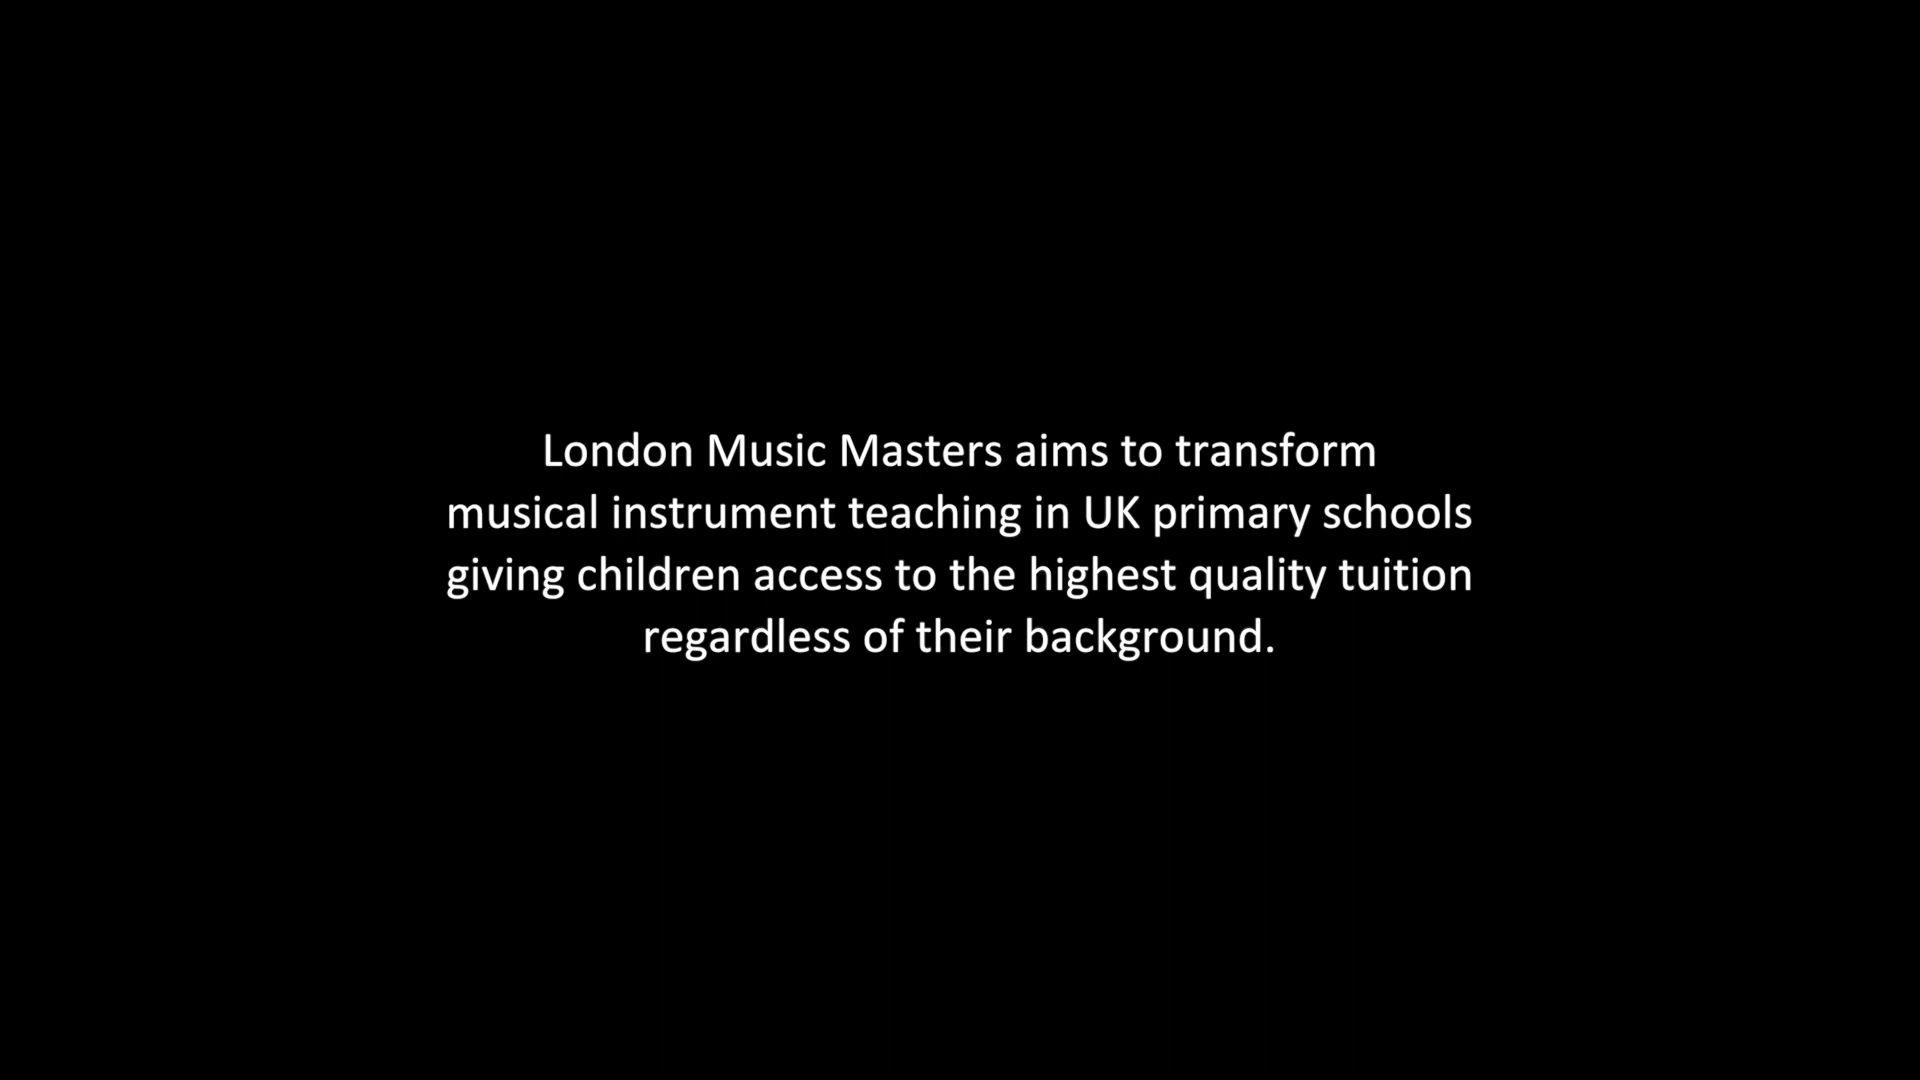 London Music Masters aims to transform
musical instrument teaching in UK primary schools
giving children access to the highest quality tuition
regardless of their background.